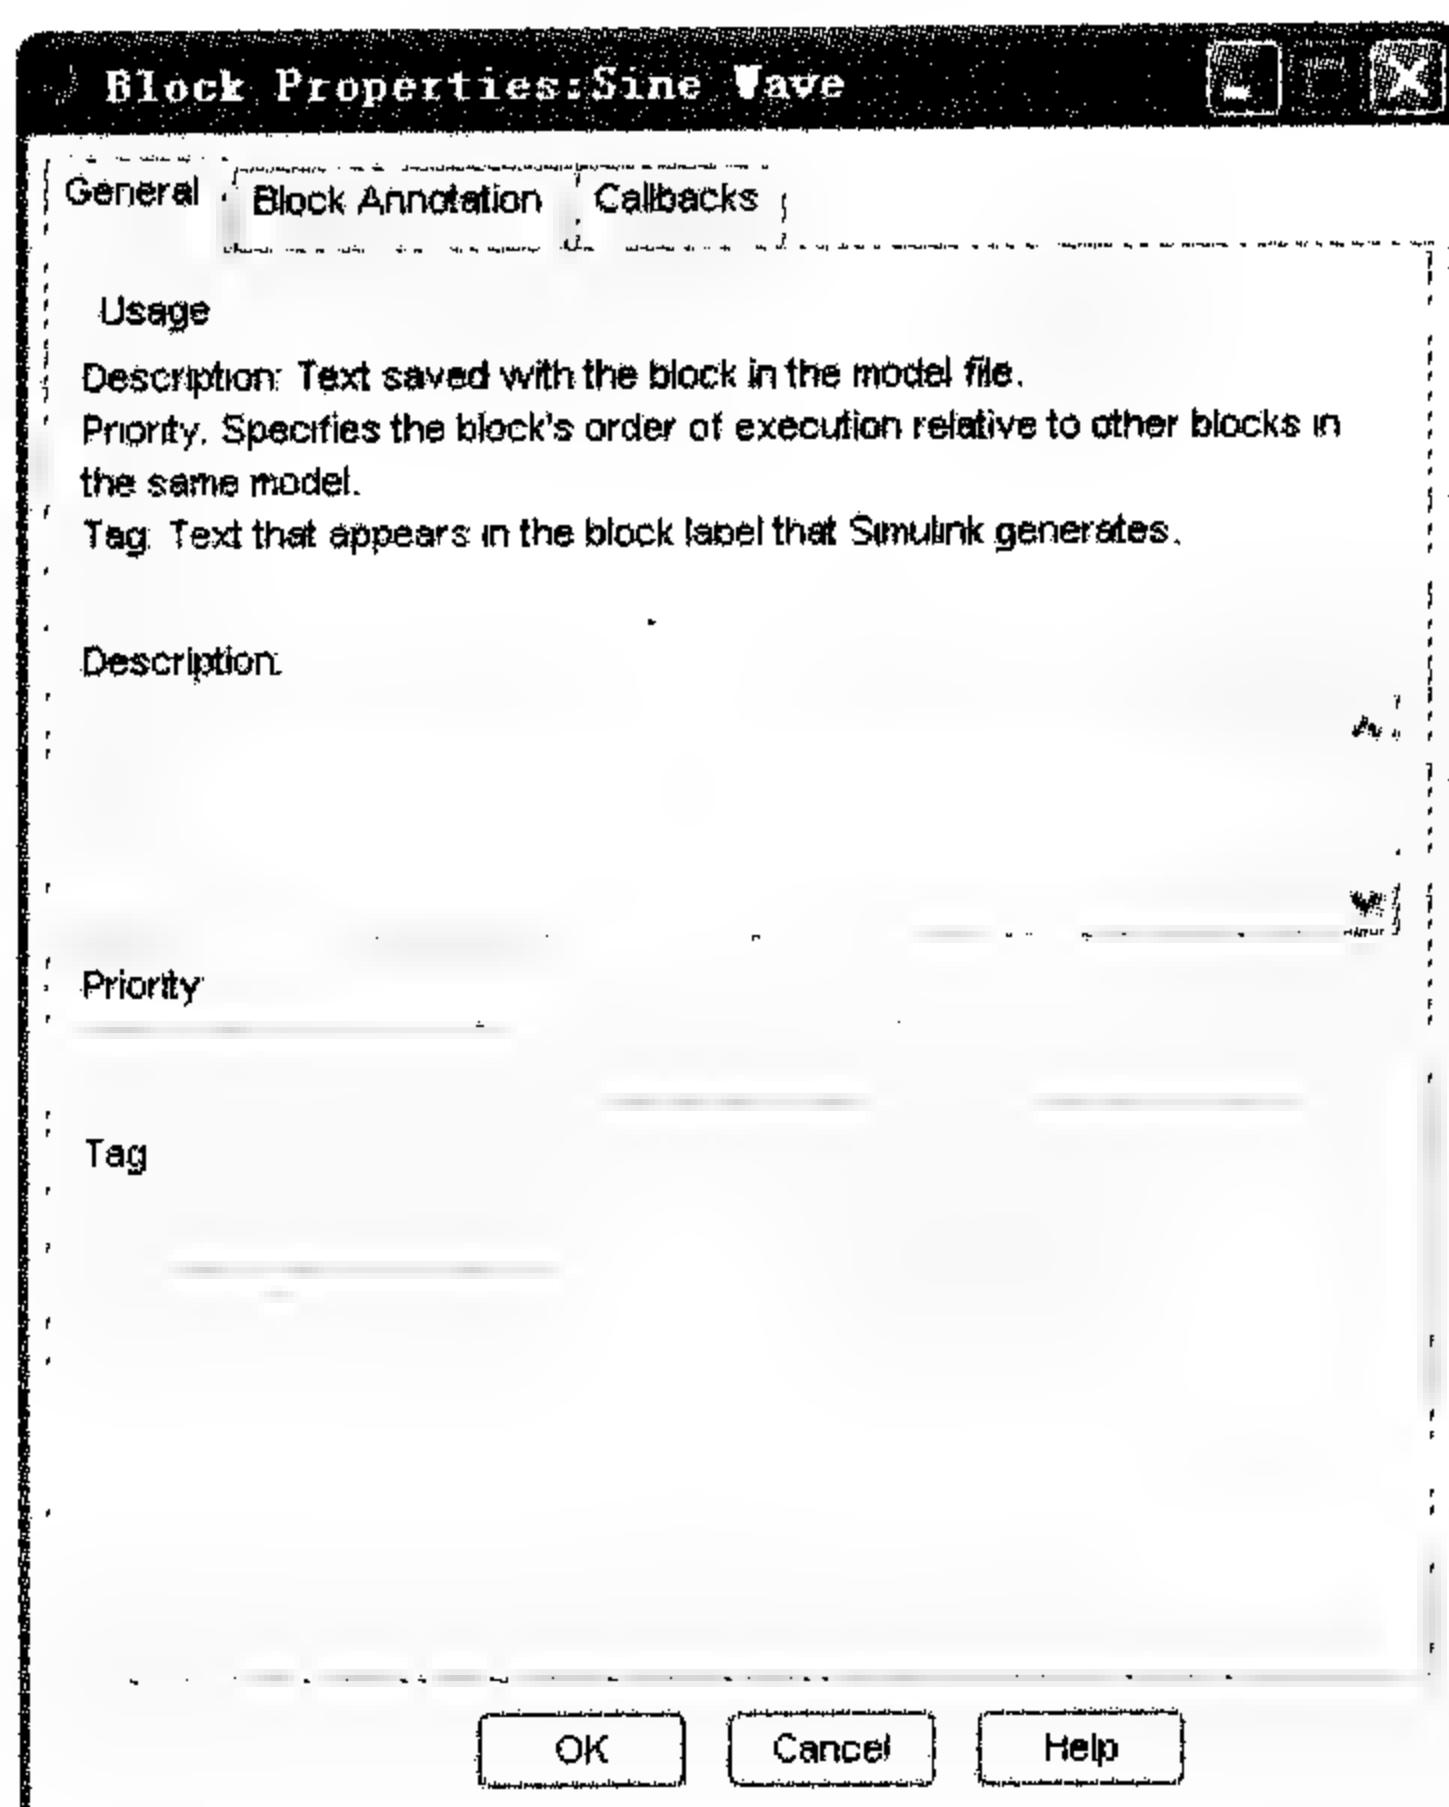 Block Properties:Sine Wave
General Block Annotation Callbacks
Usage
Description: Text saved with the block in the model file.
Priority. Specifies the block's order of execution relative to other blocks in
the same model.
Tag: Text that appears in the block label that Simulink generates.
Description:
Priority:
Tag
OK Cancel Help